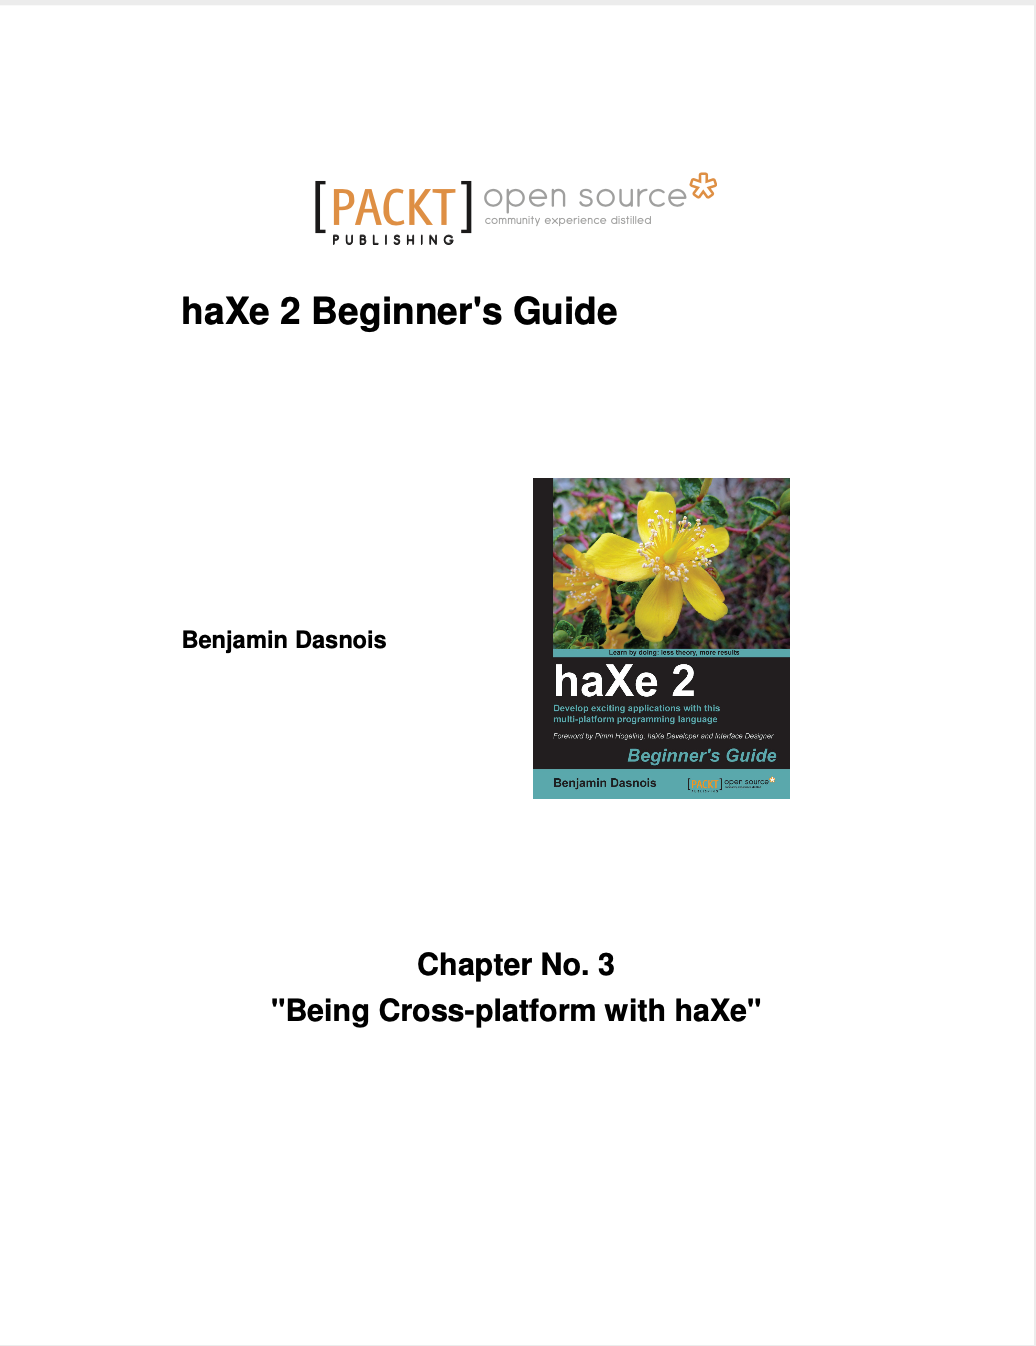 [PACKT] open source*
PUBLISHING community experience distilled
haXe 2 Beginner's Guide
Benjamin Dasnois
Learn by doing: less theory, more results
haXe 2
Develop exciting applications with this
multi-platform programming language
Foreword by Pimm Hogeling, haXe Developer and Interface Designer
Beginner's Guide
Benjamin Dasnois [PACKT] open source*
PUBLISHING
Chapter No. 3
"Being Cross-platform with haXe"